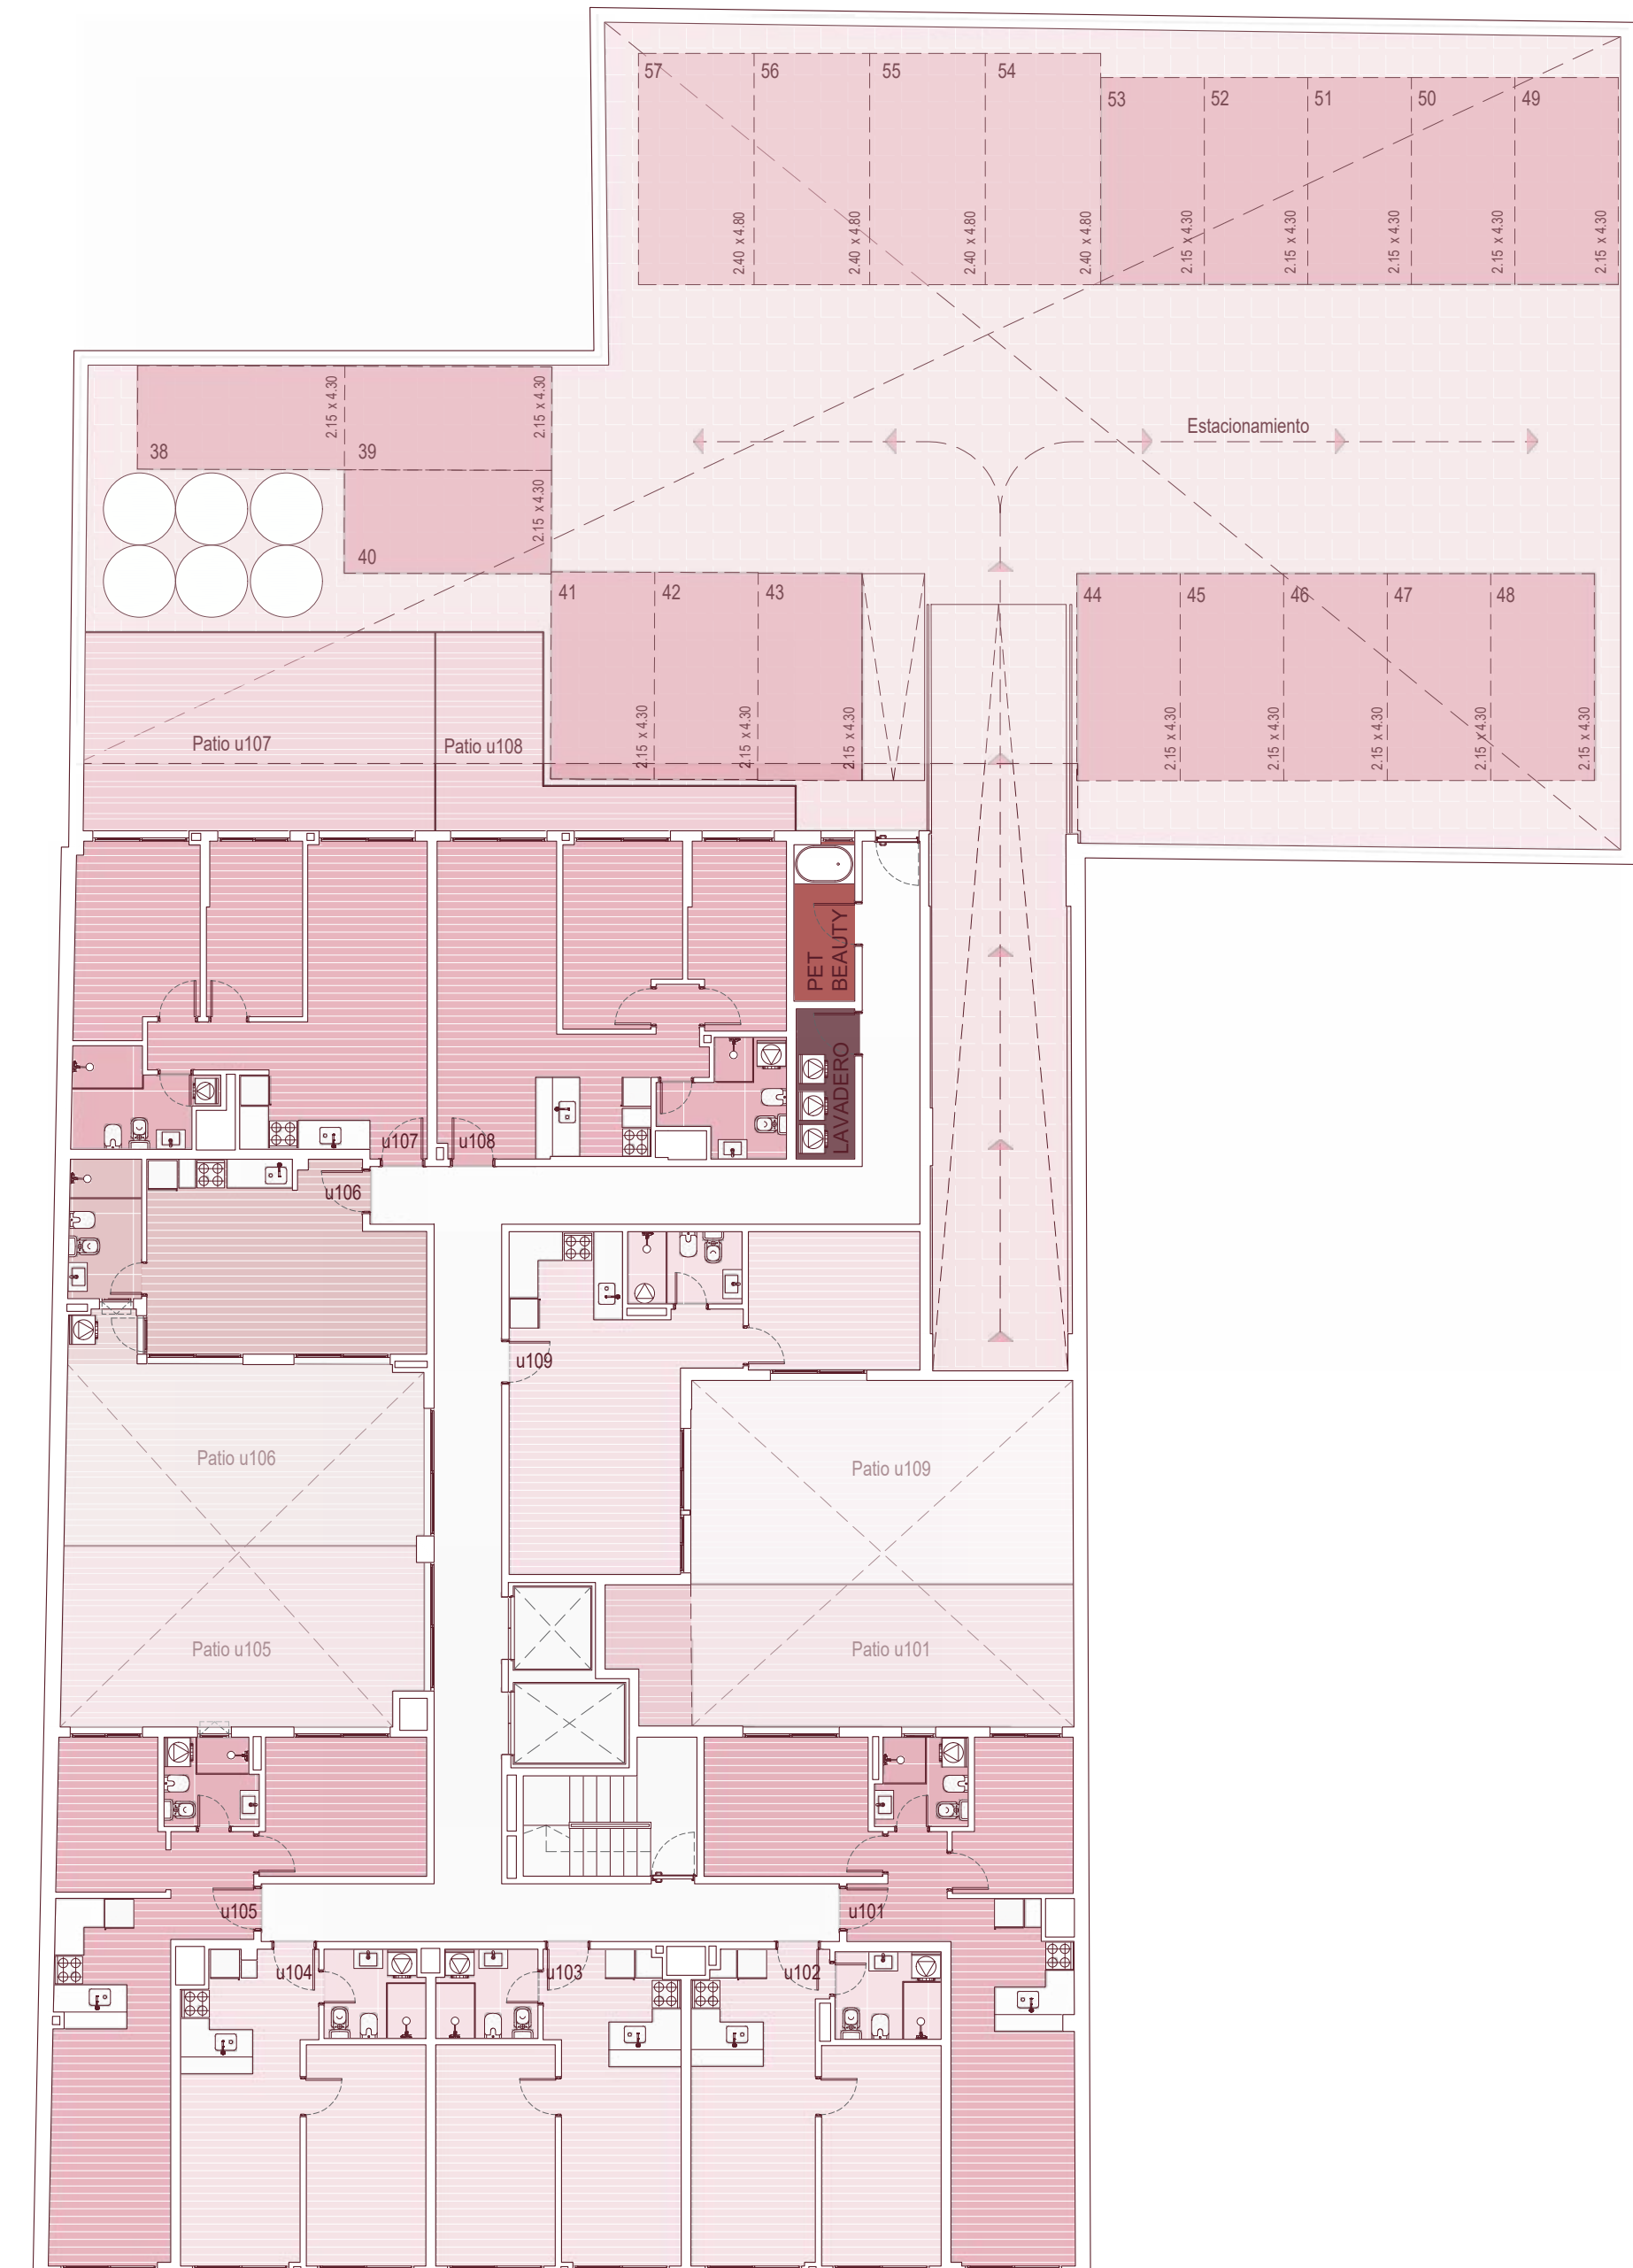 57
56
55
54
53
52
51
50
49
2.40 x 4.80
2.40 x 4.80
2.40 x 4.80
2.40 x 4.80
2.15 x 4.30
2.15 x 4.30
2.15 x 4.30
2.15 x 4.30
2.15 x 4.30
2.15 x 4.30
2.15 x 4.30
Estacionamiento
38
39
2.15 x 4.30
40
41
42
43
44
45
46
47
48
2.15 x 4.30
2.15 x 4.30
2.15 x 4.30
2.15 x 4.30
2.15 x 4.30
2.15 x 4.30
2.15 x 4.30
2.15 x 4.30
Patio u107
Patio u108
PET
BEAUTY
LAVADERO
u107
u108
u106
u109
Patio u106
Patio u109
Patio u105
Patio u101
u105
u101
u104
u103
u102